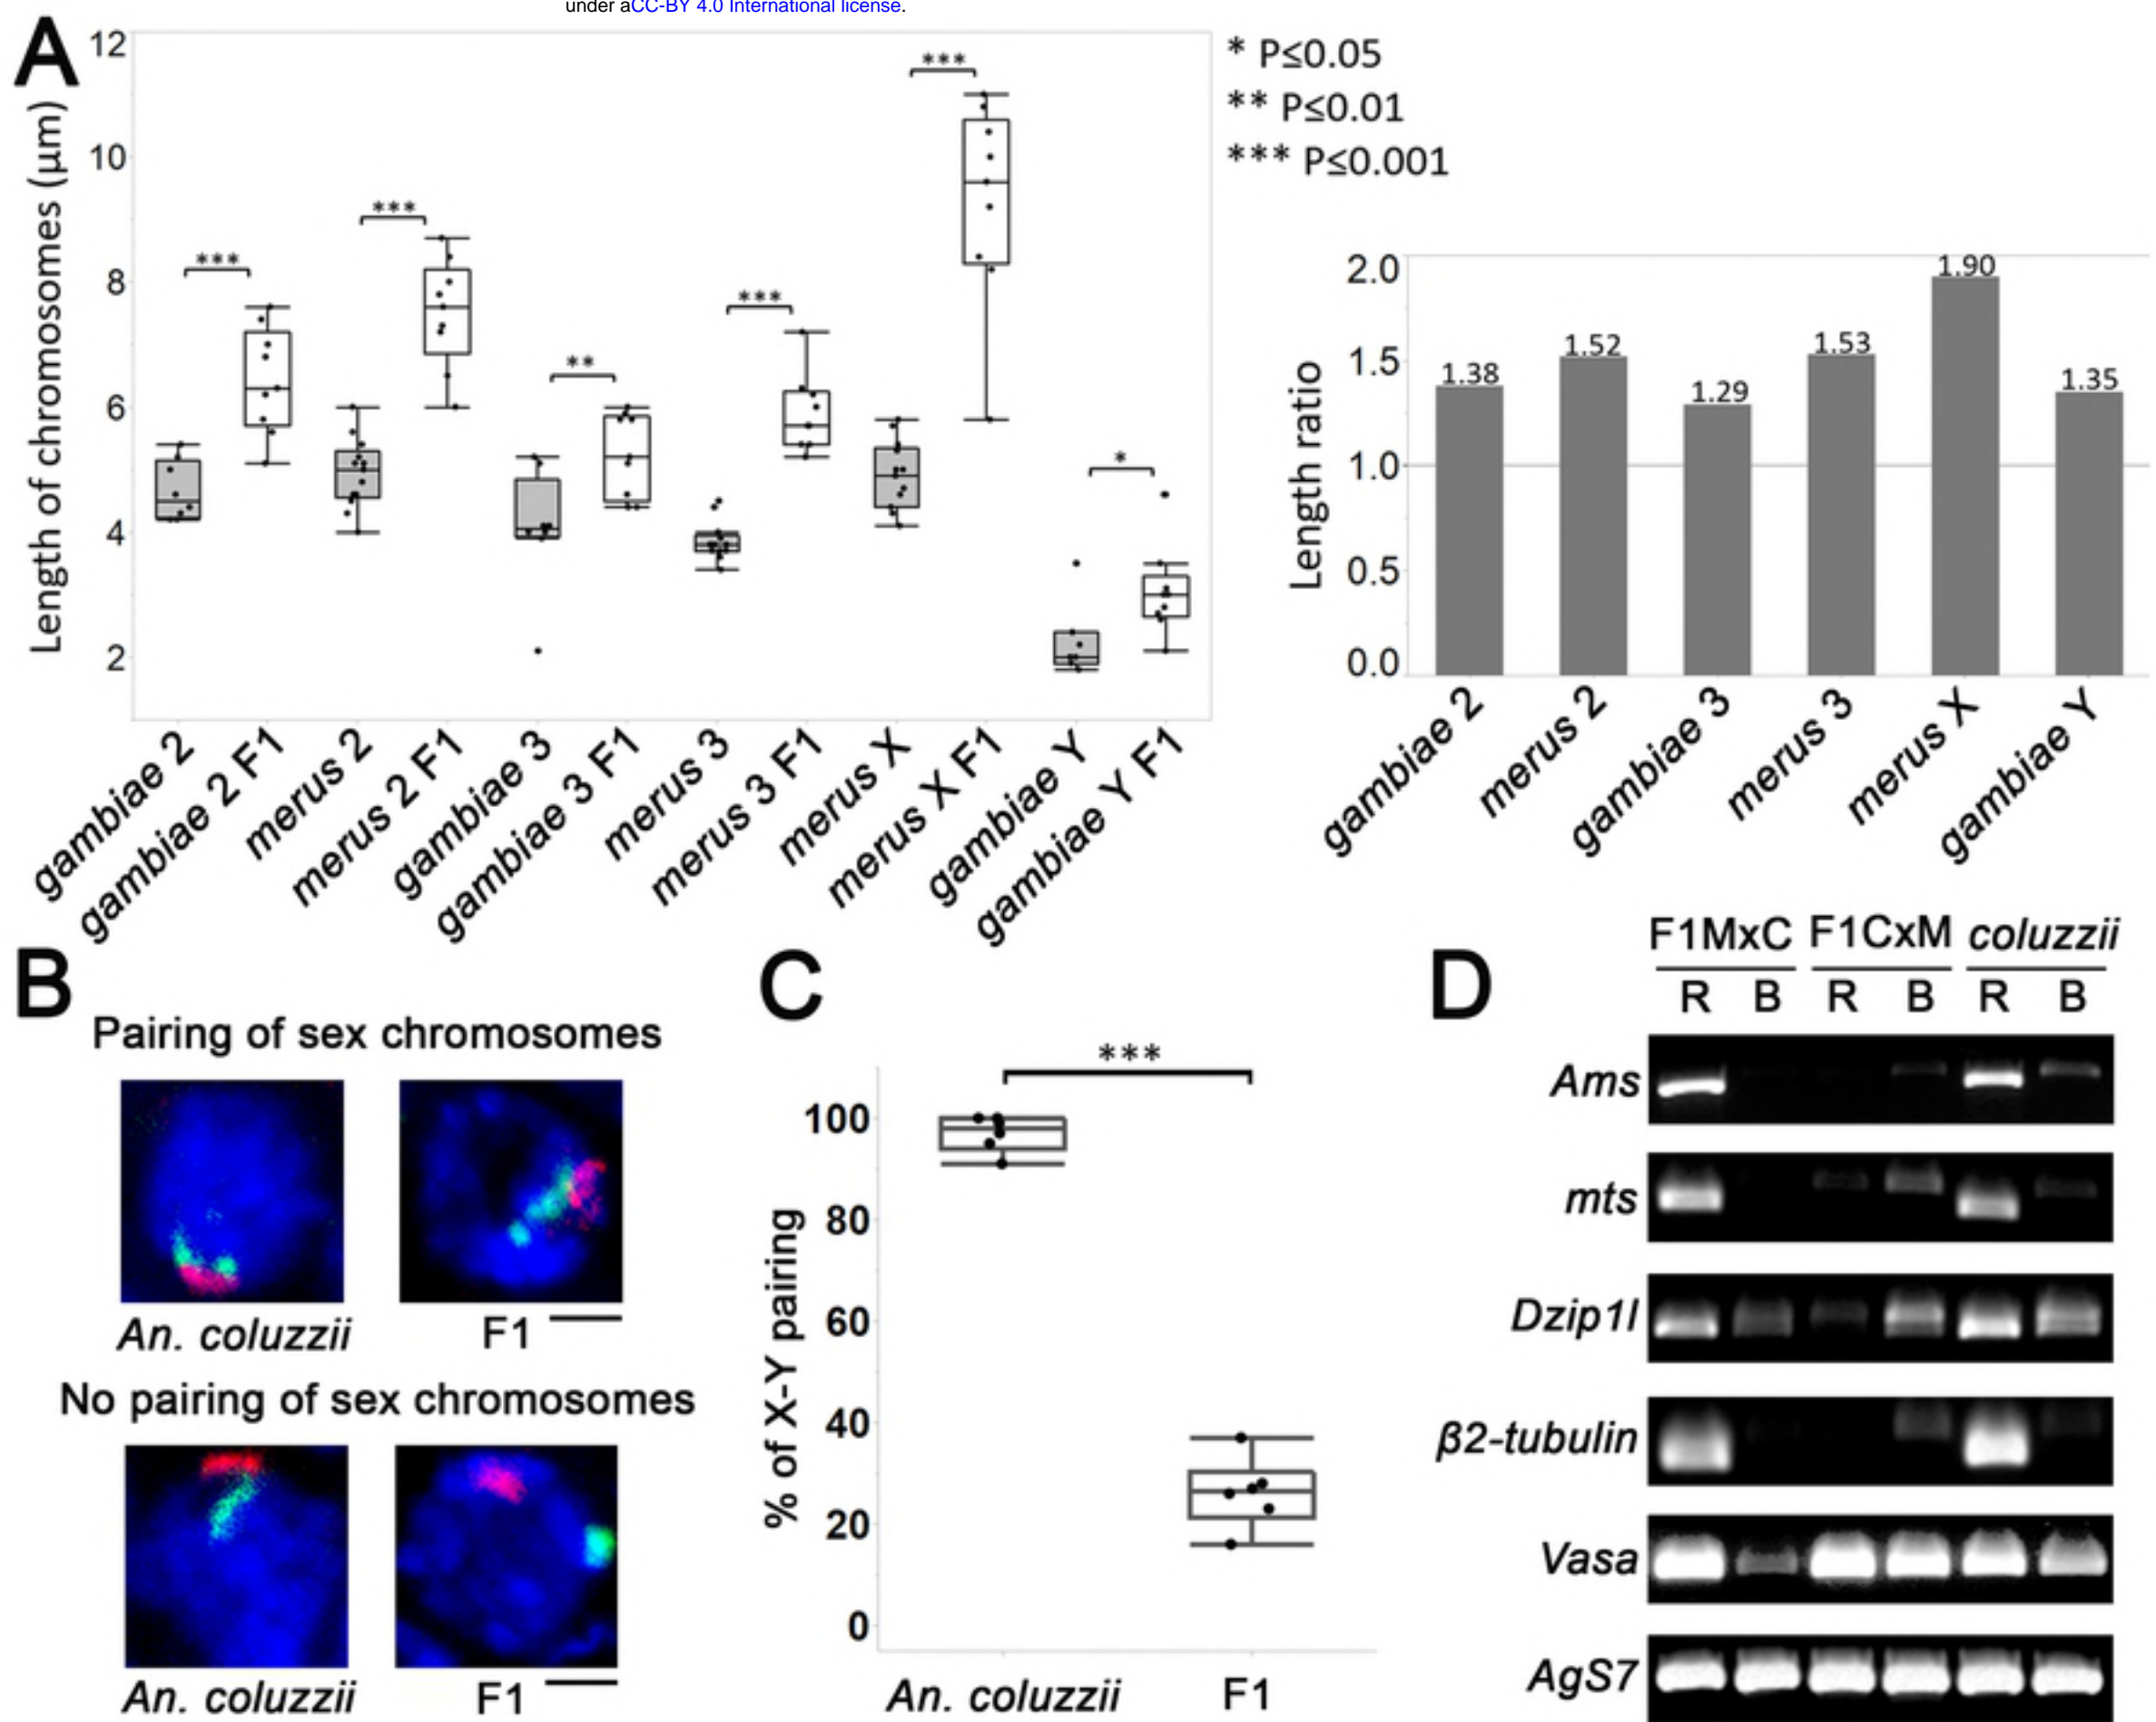 under aCC-BY 4.0 International license.
A
Length of chromosomes (µm)
12
10
8
6
4
2
***
***
**
***
***
*
* P≤0.05
** P≤0.01
*** P≤0.001
gambiae 2
gambiae 2 F1
merus 2
merus 2 F1
gambiae 3
gambiae 3 F1
merus 3
merus 3 F1
merus X
merus X F1
gambiae Y
gambiae Y F1
Length ratio
2.0
1.5
1.0
0.5
0.0
1.38
1.52
1.29
1.53
1.90
1.35
gambiae 2
merus 2
gambiae 3
merus 3
merus X
gambiae Y
B
Pairing of sex chromosomes
An. coluzzii F1
No pairing of sex chromosomes
An. coluzzii F1
C
***
% of X-Y pairing
100
80
60
40
20
0
An. coluzzii F1
D
F1MxC F1CxM coluzzii
R B R B R B
Ams
mts
Dzip1l
β2-tubulin
Vasa
AgS7